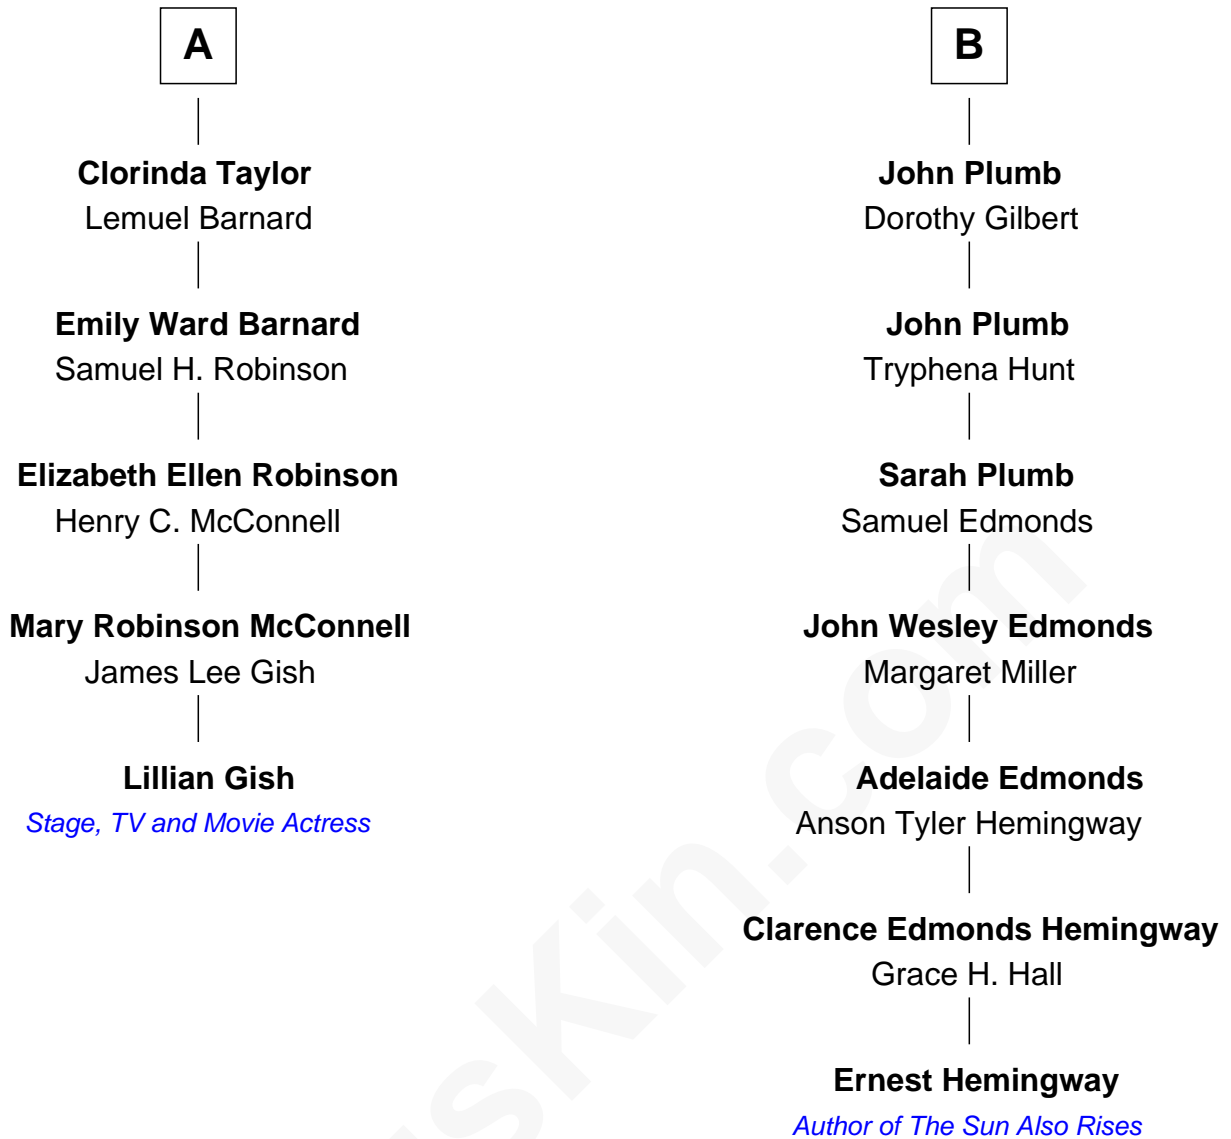 A
Clorinda Taylor
Lemuel Barnard
Emily Ward Barnard
Samuel H. Robinson
Elizabeth Ellen Robinson
Henry C. McConnell
Mary Robinson McConnell
James Lee Gish
Lillian Gish
Stage, TV and Movie Actress
B
John Plumb
Dorothy Gilbert
John Plumb
Tryphena Hunt
Sarah Plumb
Samuel Edmonds
John Wesley Edmonds
Margaret Miller
Adelaide Edmonds
Anson Tyler Hemingway
Clarence Edmonds Hemingway
Grace H. Hall
Ernest Hemingway
Author of The Sun Also Rises